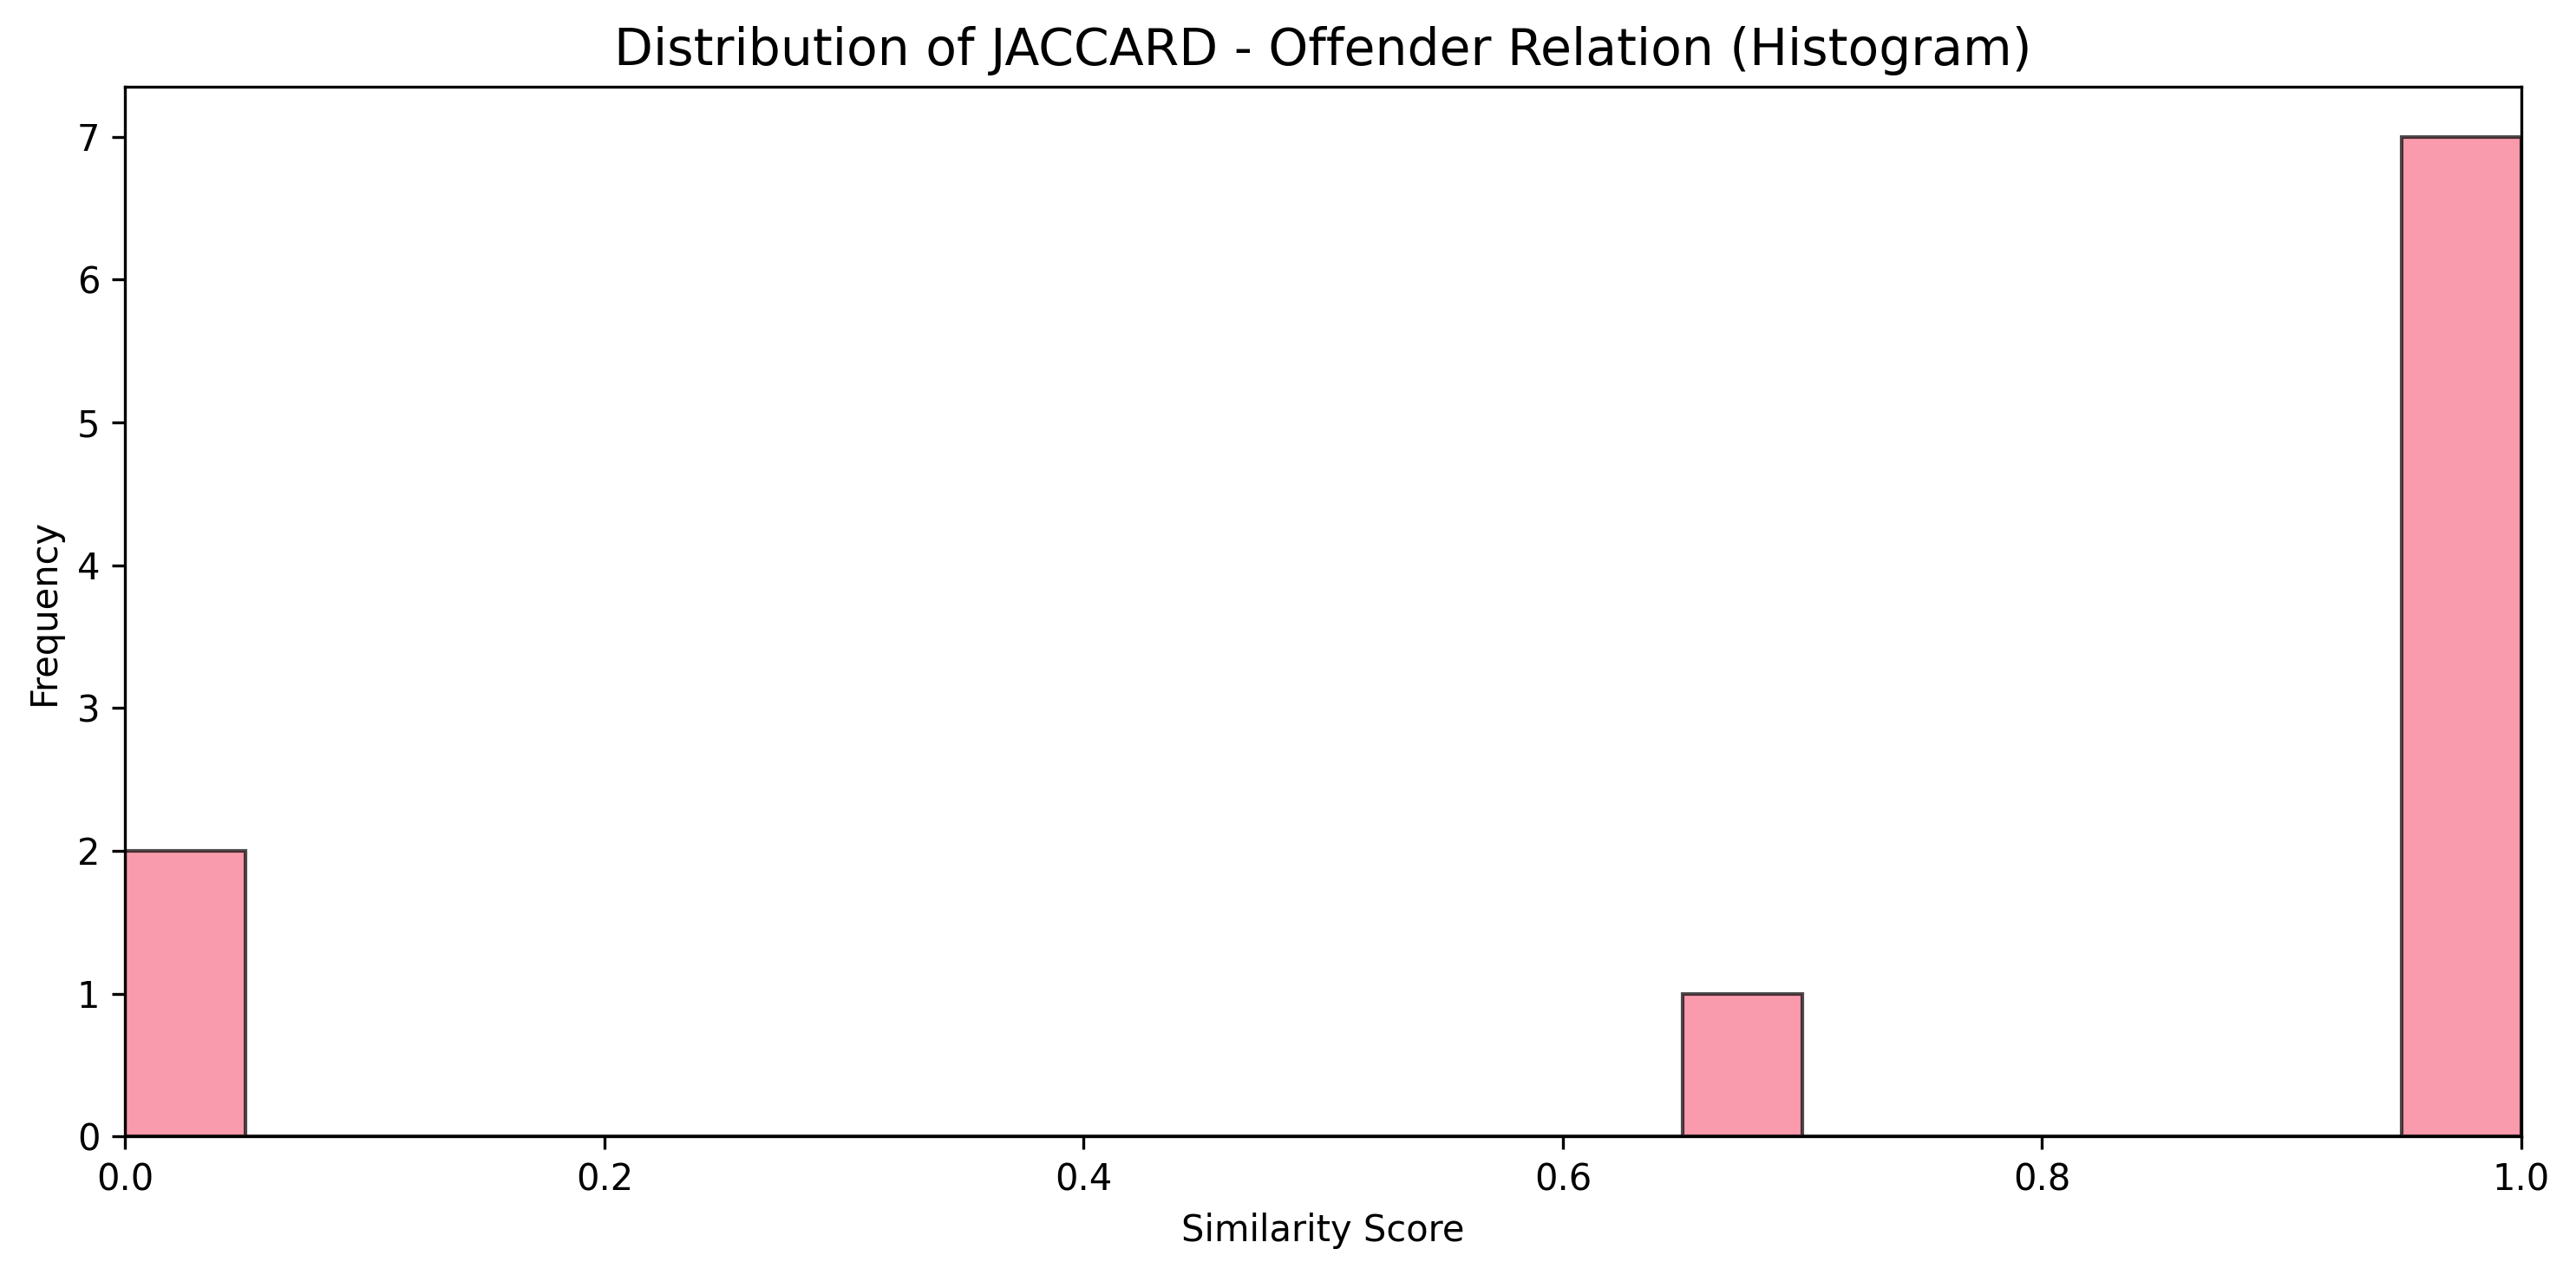 Distribution of JACCARD - Offender Relation (Histogram)
7
6
5
4
3
2
1
0
Frequency
0.0 0.2 0.4 0.6 0.8 1.0
Similarity Score